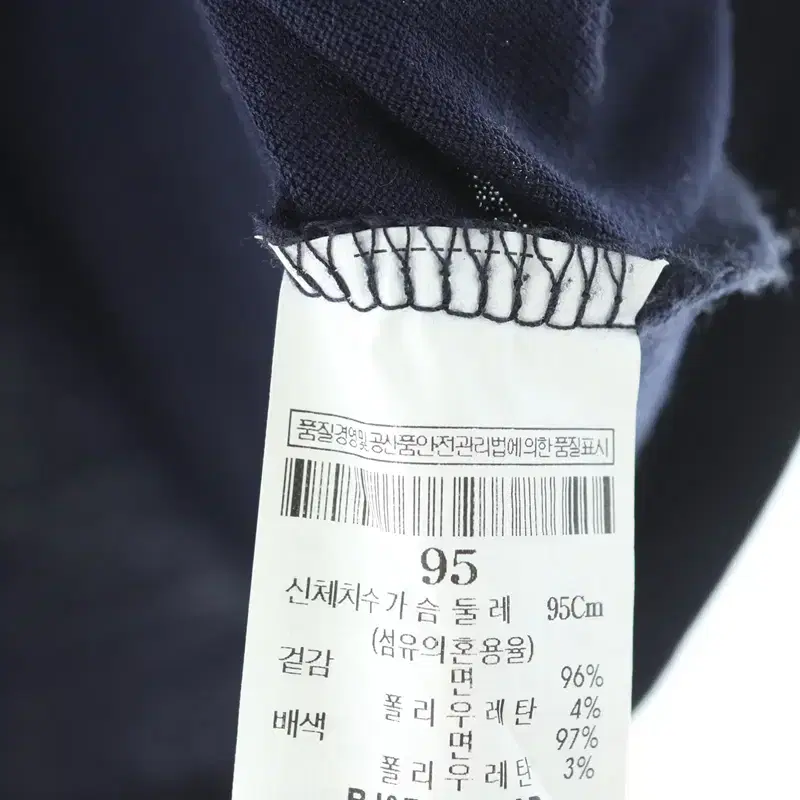 품질경영및공산품안전관리법에의한품질표시
95
신체치수 가 슴 둘 레 95Cm
(섬유의혼용율)
겉감 면 96%
폴 리 우 레 탄 4%
배색 면 97%
폴 리 우 레 탄 3%